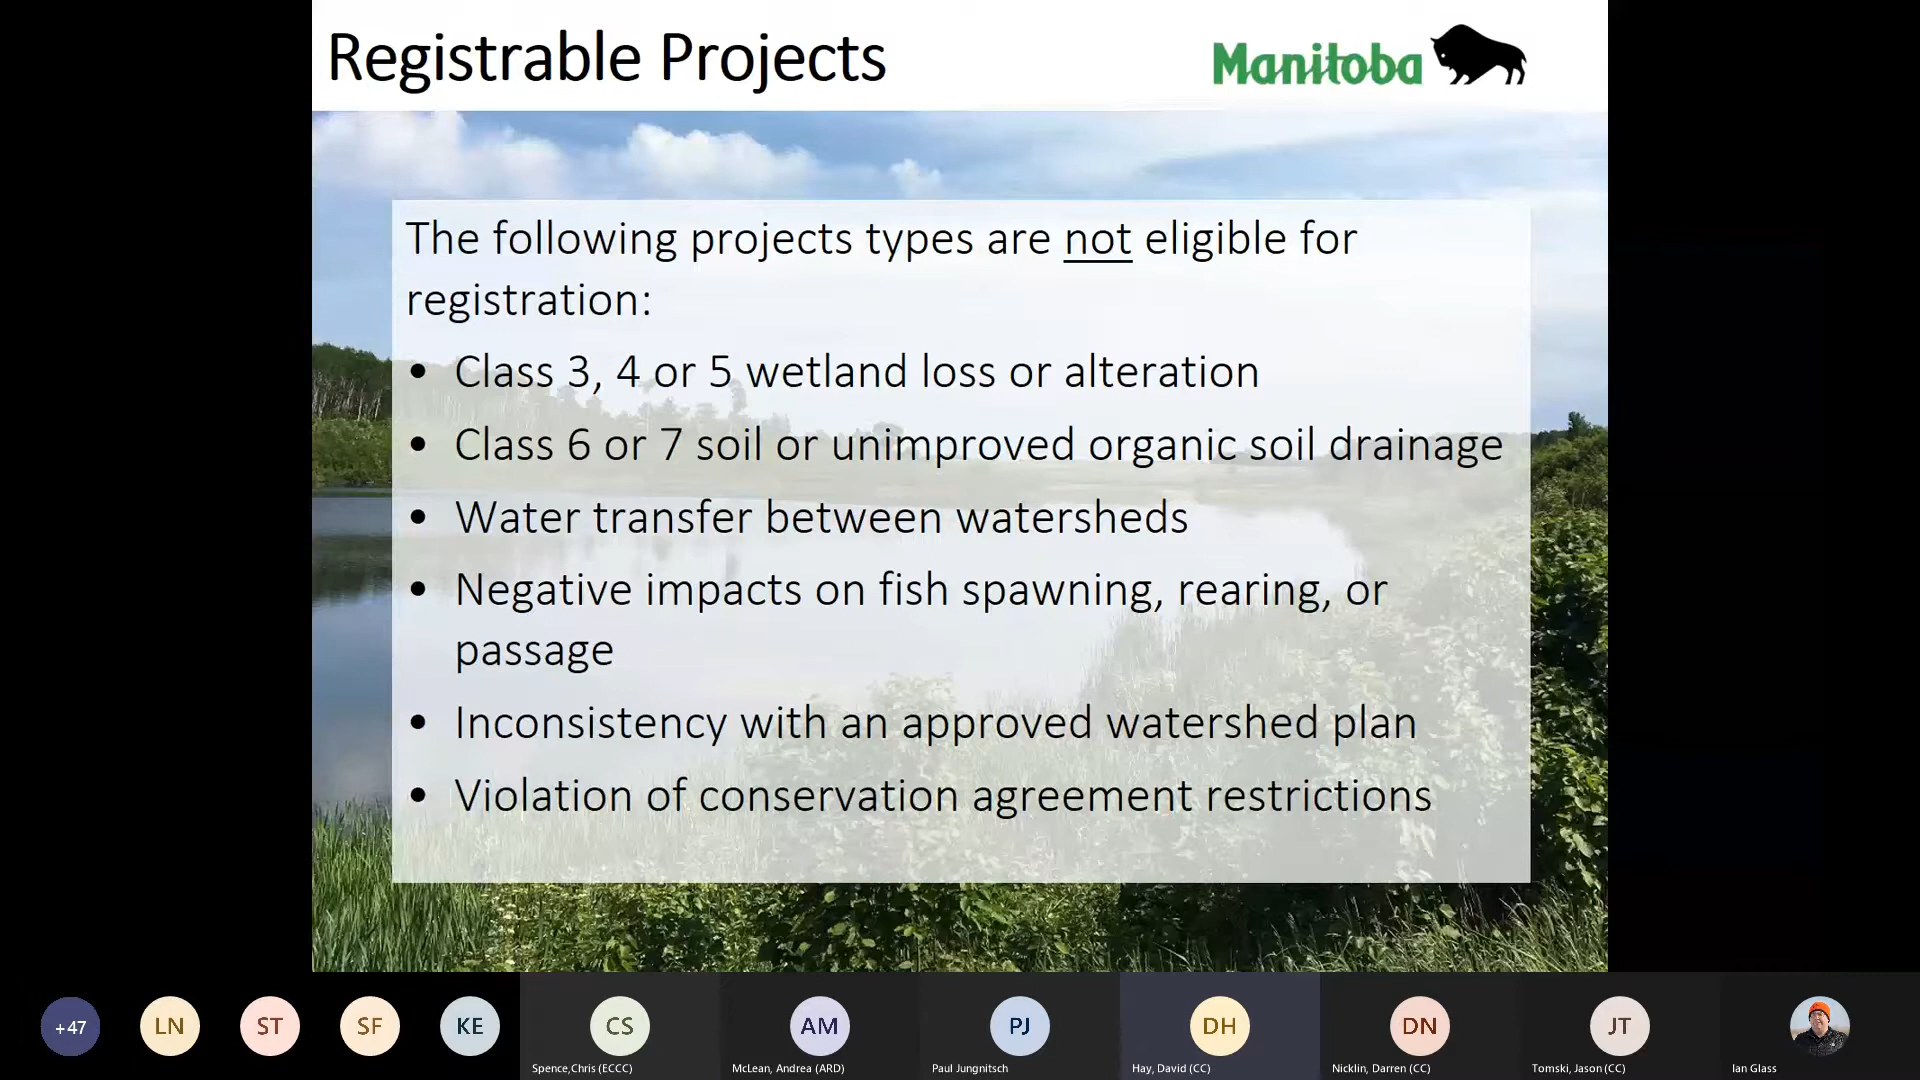 Registrable Projects
Manitoba
The following projects types are not eligible for
registration:
• Class 3, 4 or 5 wetland loss or alteration
• Class 6 or 7 soil or unimproved organic soil drainage
• Water transfer between watersheds
• Negative impacts on fish spawning, rearing, or
passage
• Inconsistency with an approved watershed plan
• Violation of conservation agreement restrictions
+47
LN
ST
SF
KE
CS
AM
PJ
DH
DN
JT
Spence,Chris (ECCC)
McLean, Andrea (ARD)
Paul Jungnitsch
Hay, David (CC)
Nicklin, Darren (CC)
Tomski, Jason (CC)
Ian Glass